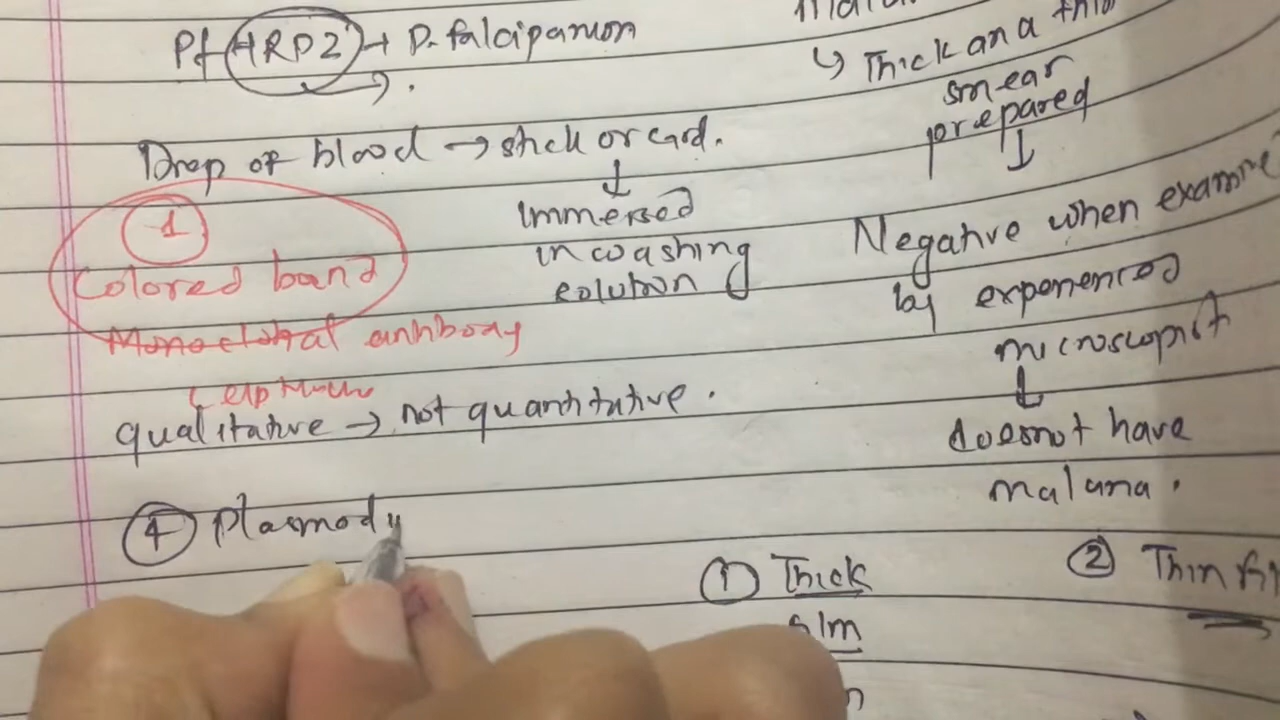 Pf HRP2 → P. falciparum
Drop of blood → stick or card.
↓
immersed
in washing
solution
1
Colored band
Monoclonal antibody
qualitative → not quantitative.
④ Plasmod
↳ Thick and thin
smear
prepared
↓
Negative when examine
by experienced
microscopist
↓
doesnot have
malaria.
① Thick
film
② Thin